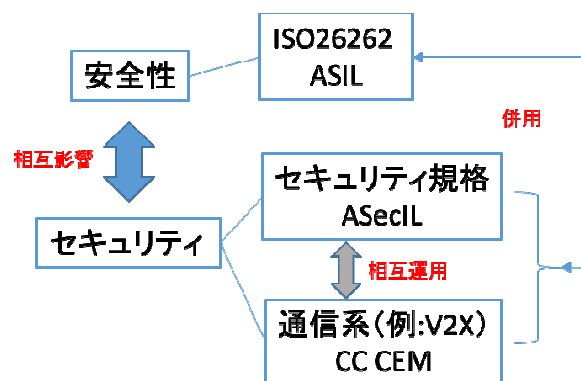 ISO26262
ASIL
安全性
併用
相互影響
セキュリティ規格
ASecIL
セキュリティ
相互運用
通信系(例:V2X)
CC CEM